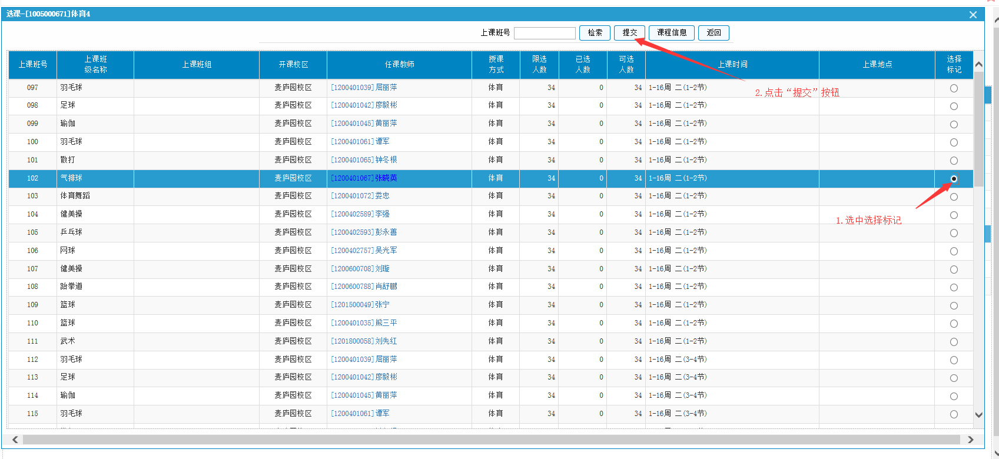 选课-[1005000671]体育4
上课班号 检索 提交 课程信息 返回
上课班号 上课班级名称 上课班组 开课校区 任课教师 授课方式 限选人数 已选人数 可选人数 上课时间 上课地点 选择标记
097 羽毛球 麦庐园校区 [1200401039]屈丽萍 体育 34 0 34 1-16周 二(1-2节)
2.点击“提交”按钮
098 足球 麦庐园校区 [1200401042]廖毅彬 体育 34 0 34 1-16周 二(1-2节)
099 瑜伽 麦庐园校区 [1200401045]黄丽萍 体育 34 0 34 1-16周 二(1-2节)
100 羽毛球 麦庐园校区 [1200401061]谭军 体育 34 0 34 1-16周 二(1-2节)
101 散打 麦庐园校区 [1200401065]钟冬根 体育 34 0 34 1-16周 二(1-2节)
102 气排球 麦庐园校区 [1200401067]张晓英 体育 34 0 34 1-16周 二(1-2节)
103 体育舞蹈 麦庐园校区 [1200401072]娄忠 体育 34 0 34 1-16周 二(1-2节)
104 健美操 麦庐园校区 [1200402589]李强 体育 34 0 34 1-16周 二(1-2节)
1.选中选择标记
105 乒乓球 麦庐园校区 [1200402593]彭永善 体育 34 0 34 1-16周 二(1-2节)
106 网球 麦庐园校区 [1200402757]吴光军 体育 34 0 34 1-16周 二(1-2节)
107 健美操 麦庐园校区 [1200600708]刘璇 体育 34 0 34 1-16周 二(1-2节)
108 跆拳道 麦庐园校区 [1200600788]肖舒鹏 体育 34 0 34 1-16周 二(1-2节)
109 篮球 麦庐园校区 [1201500049]张宁 体育 34 0 34 1-16周 二(1-2节)
110 篮球 麦庐园校区 [1200401035]熊三平 体育 34 0 34 1-16周 二(1-2节)
111 武术 麦庐园校区 [1201800058]刘先红 体育 34 0 34 1-16周 二(1-2节)
112 羽毛球 麦庐园校区 [1200401039]屈丽萍 体育 34 0 34 1-16周 二(3-4节)
113 足球 麦庐园校区 [1200401042]廖毅彬 体育 34 0 34 1-16周 二(3-4节)
114 瑜伽 麦庐园校区 [1200401045]黄丽萍 体育 34 0 34 1-16周 二(3-4节)
115 羽毛球 麦庐园校区 [1200401061]谭军 体育 34 0 34 1-16周 二(3-4节)